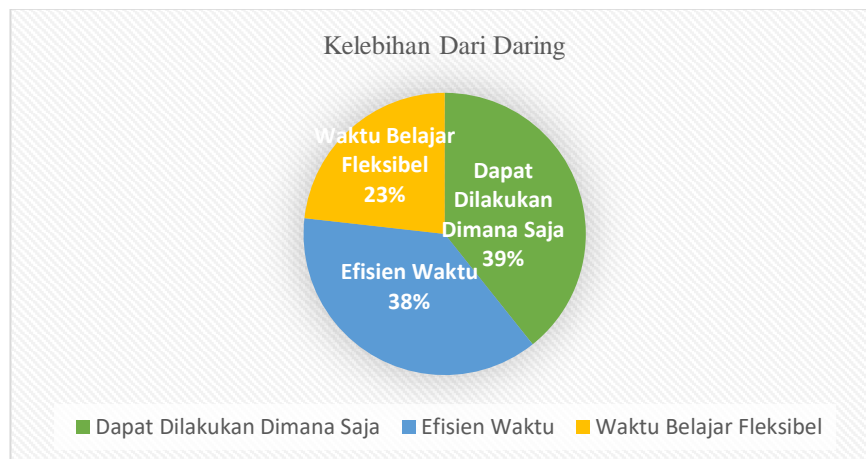 Kelebihan Dari Daring
Waktu Belajar
Fleksibel
23%
Dapat
Dilakukan
Dimana Saja
39%
Efisien Waktu
38%
Dapat Dilakukan Dimana Saja Efisien Waktu Waktu Belajar Fleksibel